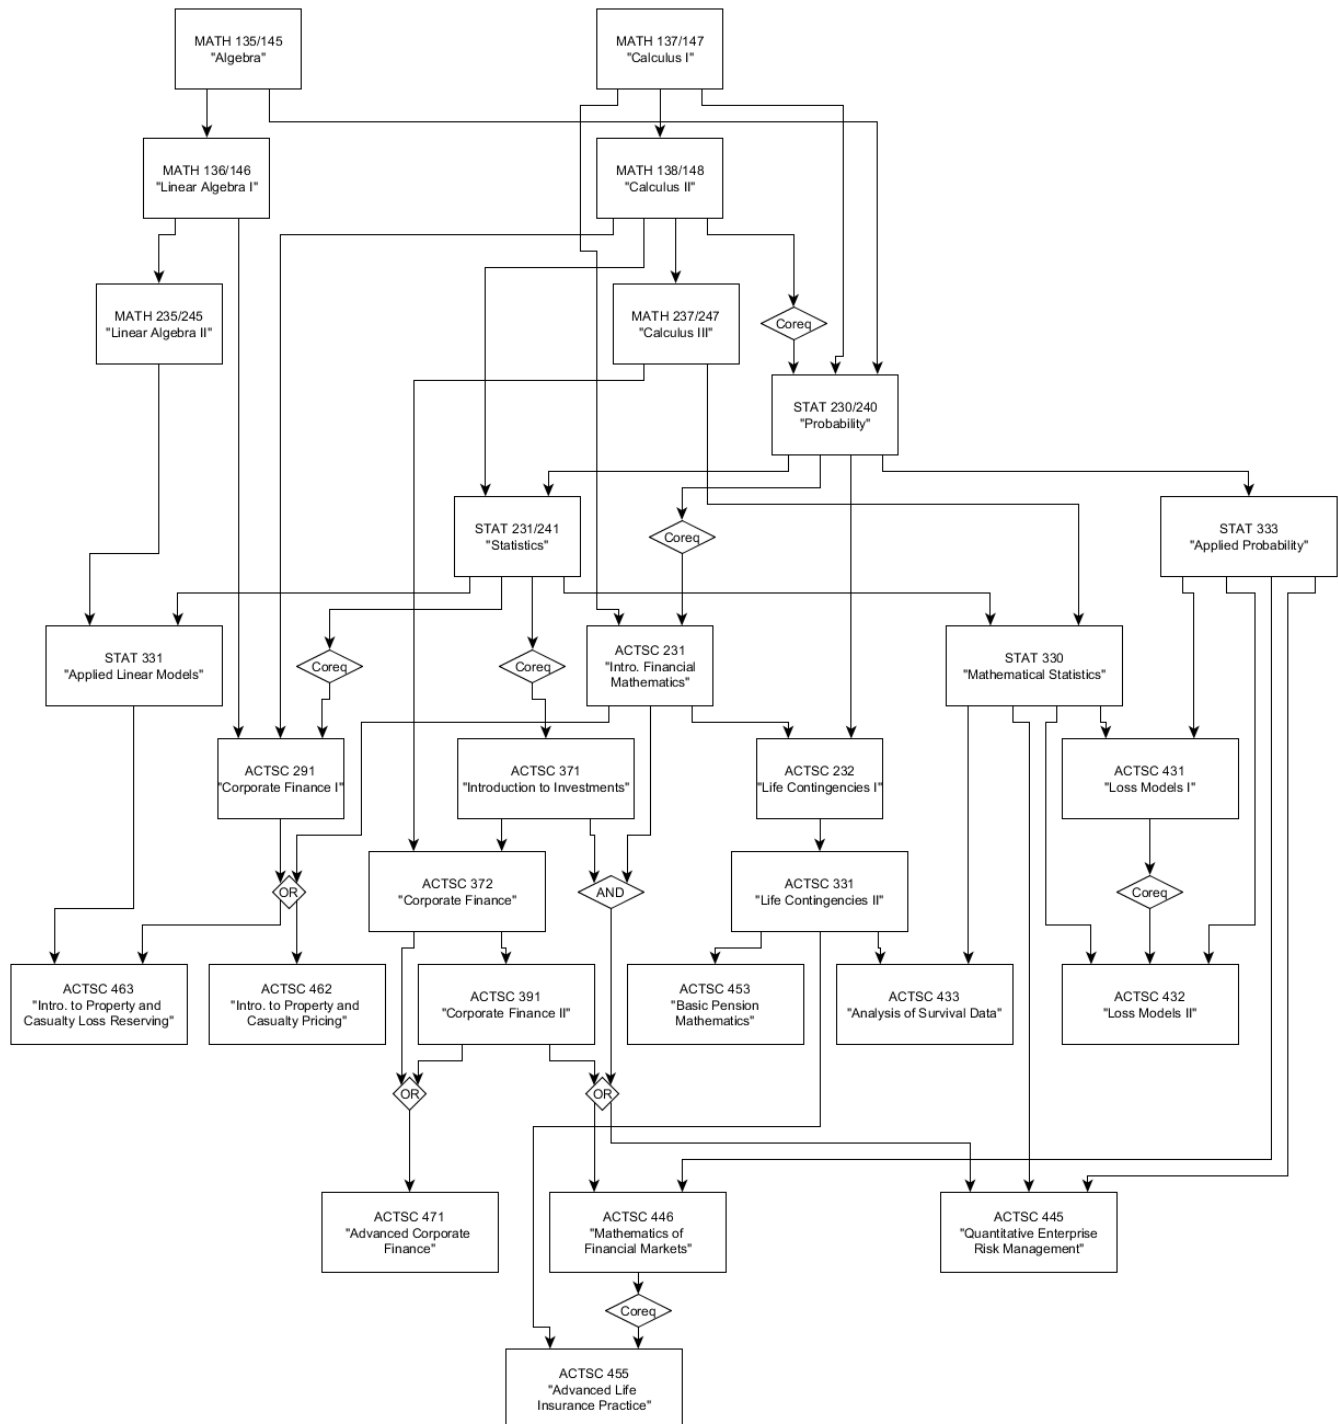 MATH 135/145
"Algebra"
MATH 137/147
"Calculus I"
MATH 136/146
"Linear Algebra I"
MATH 138/148
"Calculus II"
MATH 235/245
"Linear Algebra II"
MATH 237/247
"Calculus III"
Coreq
STAT 230/240
"Probability"
STAT 231/241
"Statistics"
Coreq
STAT 333
"Applied Probability"
STAT 331
"Applied Linear Models"
Coreq
Coreq
ACTSC 231
"Intro. Financial
Mathematics"
STAT 330
"Mathematical Statistics"
ACTSC 291
"Corporate Finance I"
ACTSC 371
"Introduction to Investments"
ACTSC 232
"Life Contingencies I"
ACTSC 431
"Loss Models I"
OR
ACTSC 372
"Corporate Finance"
AND
ACTSC 331
"Life Contingencies II"
Coreq
ACTSC 463
"Intro. to Property and
Casualty Loss Reserving"
ACTSC 462
"Intro. to Property and
Casualty Pricing"
ACTSC 391
"Corporate Finance II"
ACTSC 453
"Basic Pension
Mathematics"
ACTSC 433
"Analysis of Survival Data"
ACTSC 432
"Loss Models II"
OR
OR
ACTSC 471
"Advanced Corporate
Finance"
ACTSC 446
"Mathematics of
Financial Markets"
ACTSC 445
"Quantitative Enterprise
Risk Management"
Coreq
ACTSC 455
"Advanced Life
Insurance Practice"